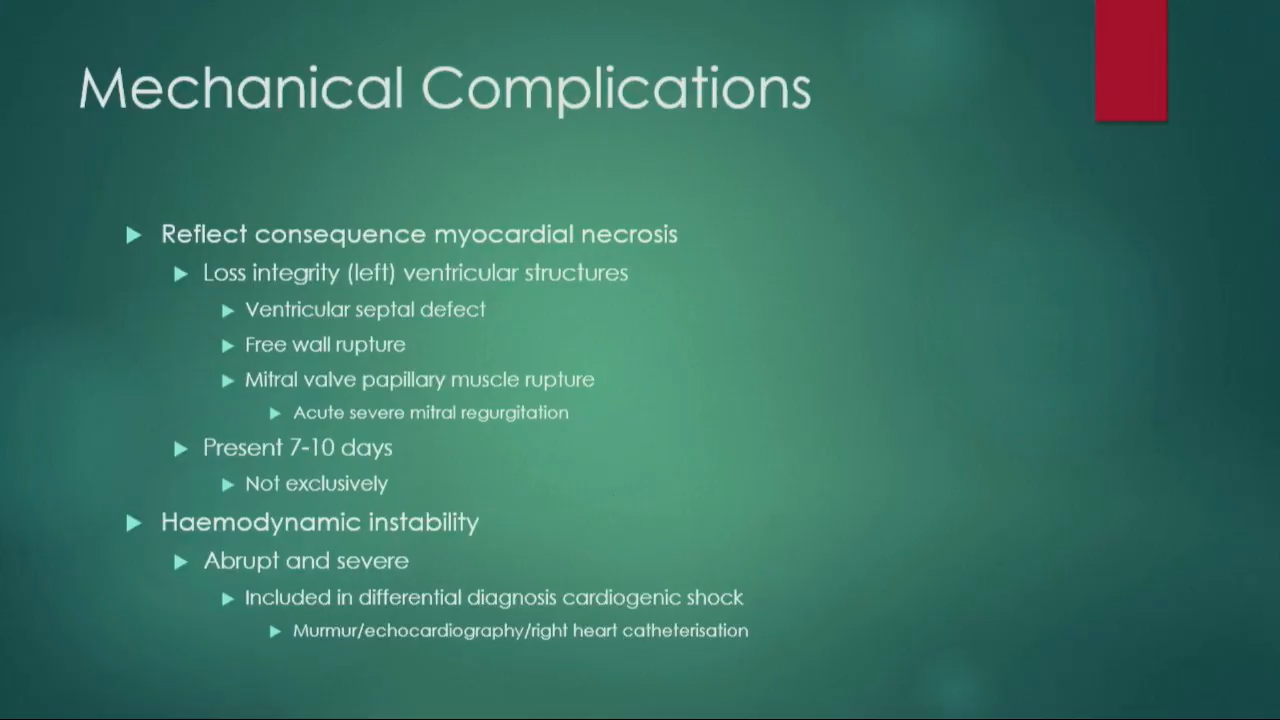 Mechanical Complications
Reflect consequence myocardial necrosis
Loss integrity (left) ventricular structures
Ventricular septal defect
Free wall rupture
Mitral valve papillary muscle rupture
Acute severe mitral regurgitation
Present 7-10 days
Not exclusively
Haemodynamic instability
Abrupt and severe
Included in differential diagnosis cardiogenic shock
Murmur/echocardiography/right heart catheterisation